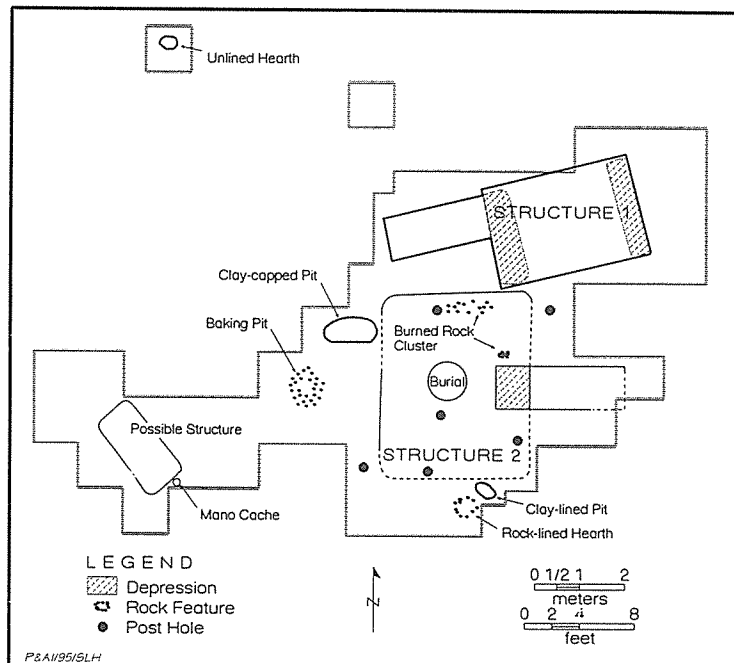 Unlined Hearth
STRUCTURE 1
Clay-capped Pit
Baking Pit
Burned Rock
Cluster
Burial
Possible Structure
STRUCTURE 2
Mano Cache
Clay-lined Pit
Rock-lined Hearth
LEGEND
Depression
Rock Feature
Post Hole
N
0 1/2 1 2
meters
0 2 4 8
feet
P&AI/95/SLH